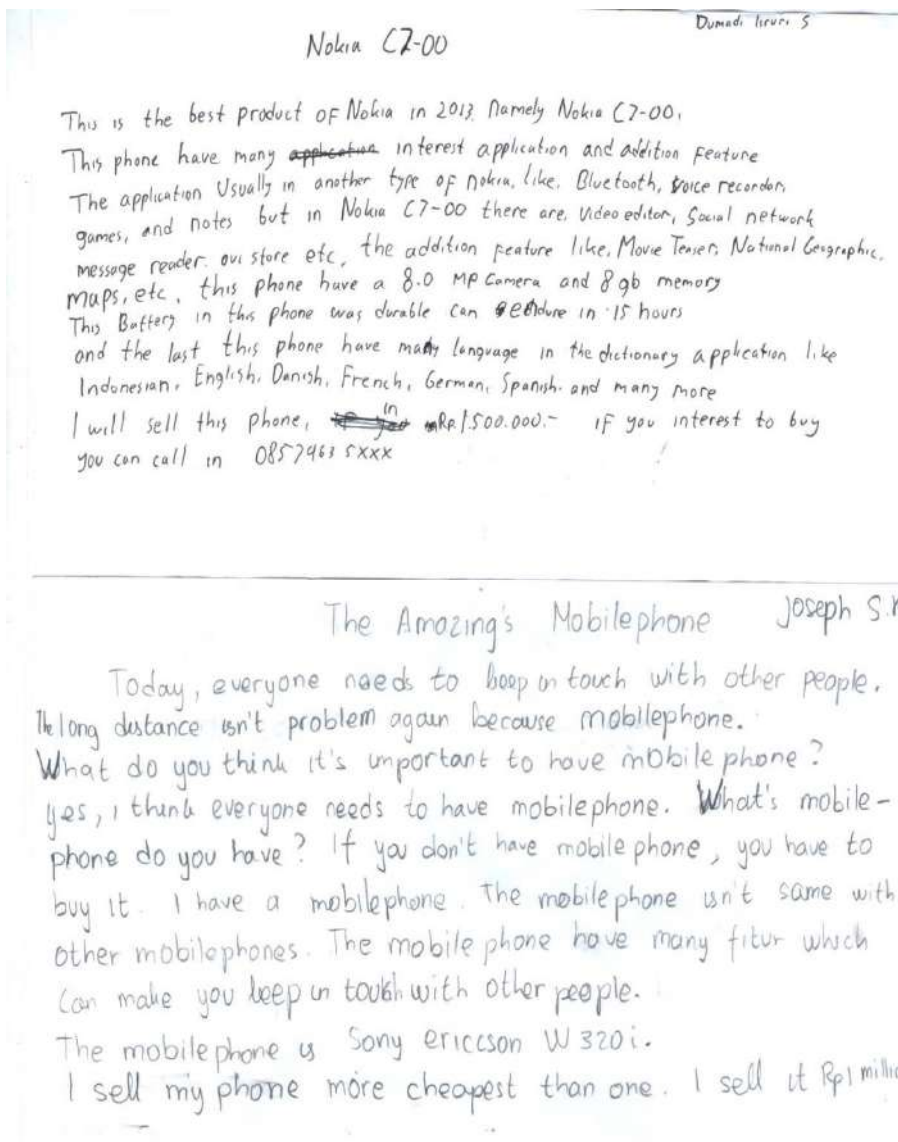 Dumadi S
Nokia C7-00
This is the best product of Nokia in 2013 namely Nokia C7-00.
This phone have many interest application and addition feature
The application Usually in another type of nokia, like, Bluetooth, voice recorder,
games, and notes but in Nokia C7-00 there are, video editor, Social network
message reader. ovi store etc, the addition feature like, Movie Teaser, National Geographic,
maps, etc, this phone have a 8.0 MP Camera and 8 gb memory
This Battery in this phone was durable can endure in 15 hours
and the last this phone have many language in the dictionary application like
Indonesian, English, Danish, French, German, Spanish. and many more
I will sell this phone, in Rp. 1.500.000.- if you interest to buy
you can call in 08579463 5xxx
The Amazing's Mobilephone Joseph S.
Today, everyone needs to keep in touch with other people.
The long distance isn't problem again because mobilephone.
What do you think it's important to have mobile phone?
yes, i think everyone needs to have mobilephone. What's mobile-
phone do you have? If you don't have mobile phone, you have to
buy it. I have a mobilephone. The mobile phone isn't same with
other mobilephones. The mobile phone have many fitur which
can make you keep in touch with other people.
The mobile phone is Sony ericcson W 320i.
I sell my phone more cheapest than one. I sell it Rp1